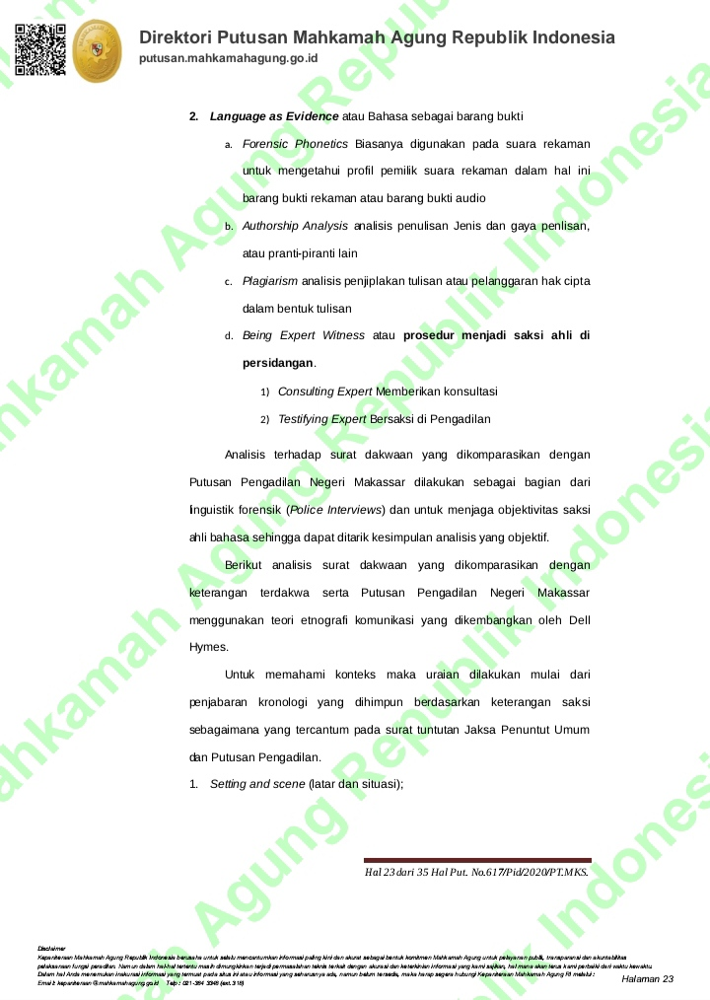 Direktori Putusan Mahkamah Agung Republik Indonesia
putusan.mahkamahagung.go.id
2. Language as Evidence atau Bahasa sebagai barang bukti
a. Forensic Phonetics Biasanya digunakan pada suara rekaman
untuk mengetahui profil pemilik suara rekaman dalam hal ini
barang bukti rekaman atau barang bukti audio
b. Authorship Analysis analisis penulisan Jenis dan gaya penlisan,
atau pranti-piranti lain
c. Plagiarism analisis penjiplakan tulisan atau pelanggaran hak cipta
dalam bentuk tulisan
d. Being Expert Witness atau prosedur menjadi saksi ahli di
persidangan.
1) Consulting Expert Memberikan konsultasi
2) Testifying Expert Bersaksi di Pengadilan
Analisis terhadap surat dakwaan yang dikomparasikan dengan
Putusan Pengadilan Negeri Makassar dilakukan sebagai bagian dari
linguistik forensik (Police Interviews) dan untuk menjaga objektivitas saksi
ahli bahasa sehingga dapat ditarik kesimpulan analisis yang objektif.
Berikut analisis surat dakwaan yang dikomparasikan dengan
keterangan terdakwa serta Putusan Pengadilan Negeri Makassar
menggunakan teori etnografi komunikasi yang dikembangkan oleh Dell
Hymes.
Untuk memahami konteks maka uraian dilakukan mulai dari
penjabaran kronologi yang dihimpun berdasarkan keterangan saksi
sebagaimana yang tercantum pada surat tuntutan Jaksa Penuntut Umum
dan Putusan Pengadilan.
1. Setting and scene (latar dan situasi);
Hal 23 dari 35 Hal Put. No.617/Pid/2020/PT.MKS.
Disclaimer
Kepaniteraan Mahkamah Agung Republik Indonesia berusaha untuk selalu mencantumkan informasi paling kini dan akurat sebagai bentuk komitmen Mahkamah Agung untuk pelayanan publik, transparansi dan akuntabilitas
pelaksanaan fungsi peradilan. Namun dalam hal-hal tertentu masih dimungkinkan terjadi permasalahan teknis terkait dengan akurasi dan keterkinian informasi yang kami sajikan, hal mana akan terus kami perbaiki dari waktu kewaktu.
Dalam hal Anda menemukan inakurasi informasi yang termuat pada situs ini atau informasi yang seharusnya ada, namun belum tersedia, maka harap segera hubungi Kepaniteraan Mahkamah Agung RI melalui :
Email : kepaniteraan@mahkamahagung.go.id Telp : 021-384 3348 (ext.318)
Halaman 23
Mahkamah Agung Republik Indonesia
Mahkamah Agung Republik Indonesia
Mahkamah Agung Republik Indonesia